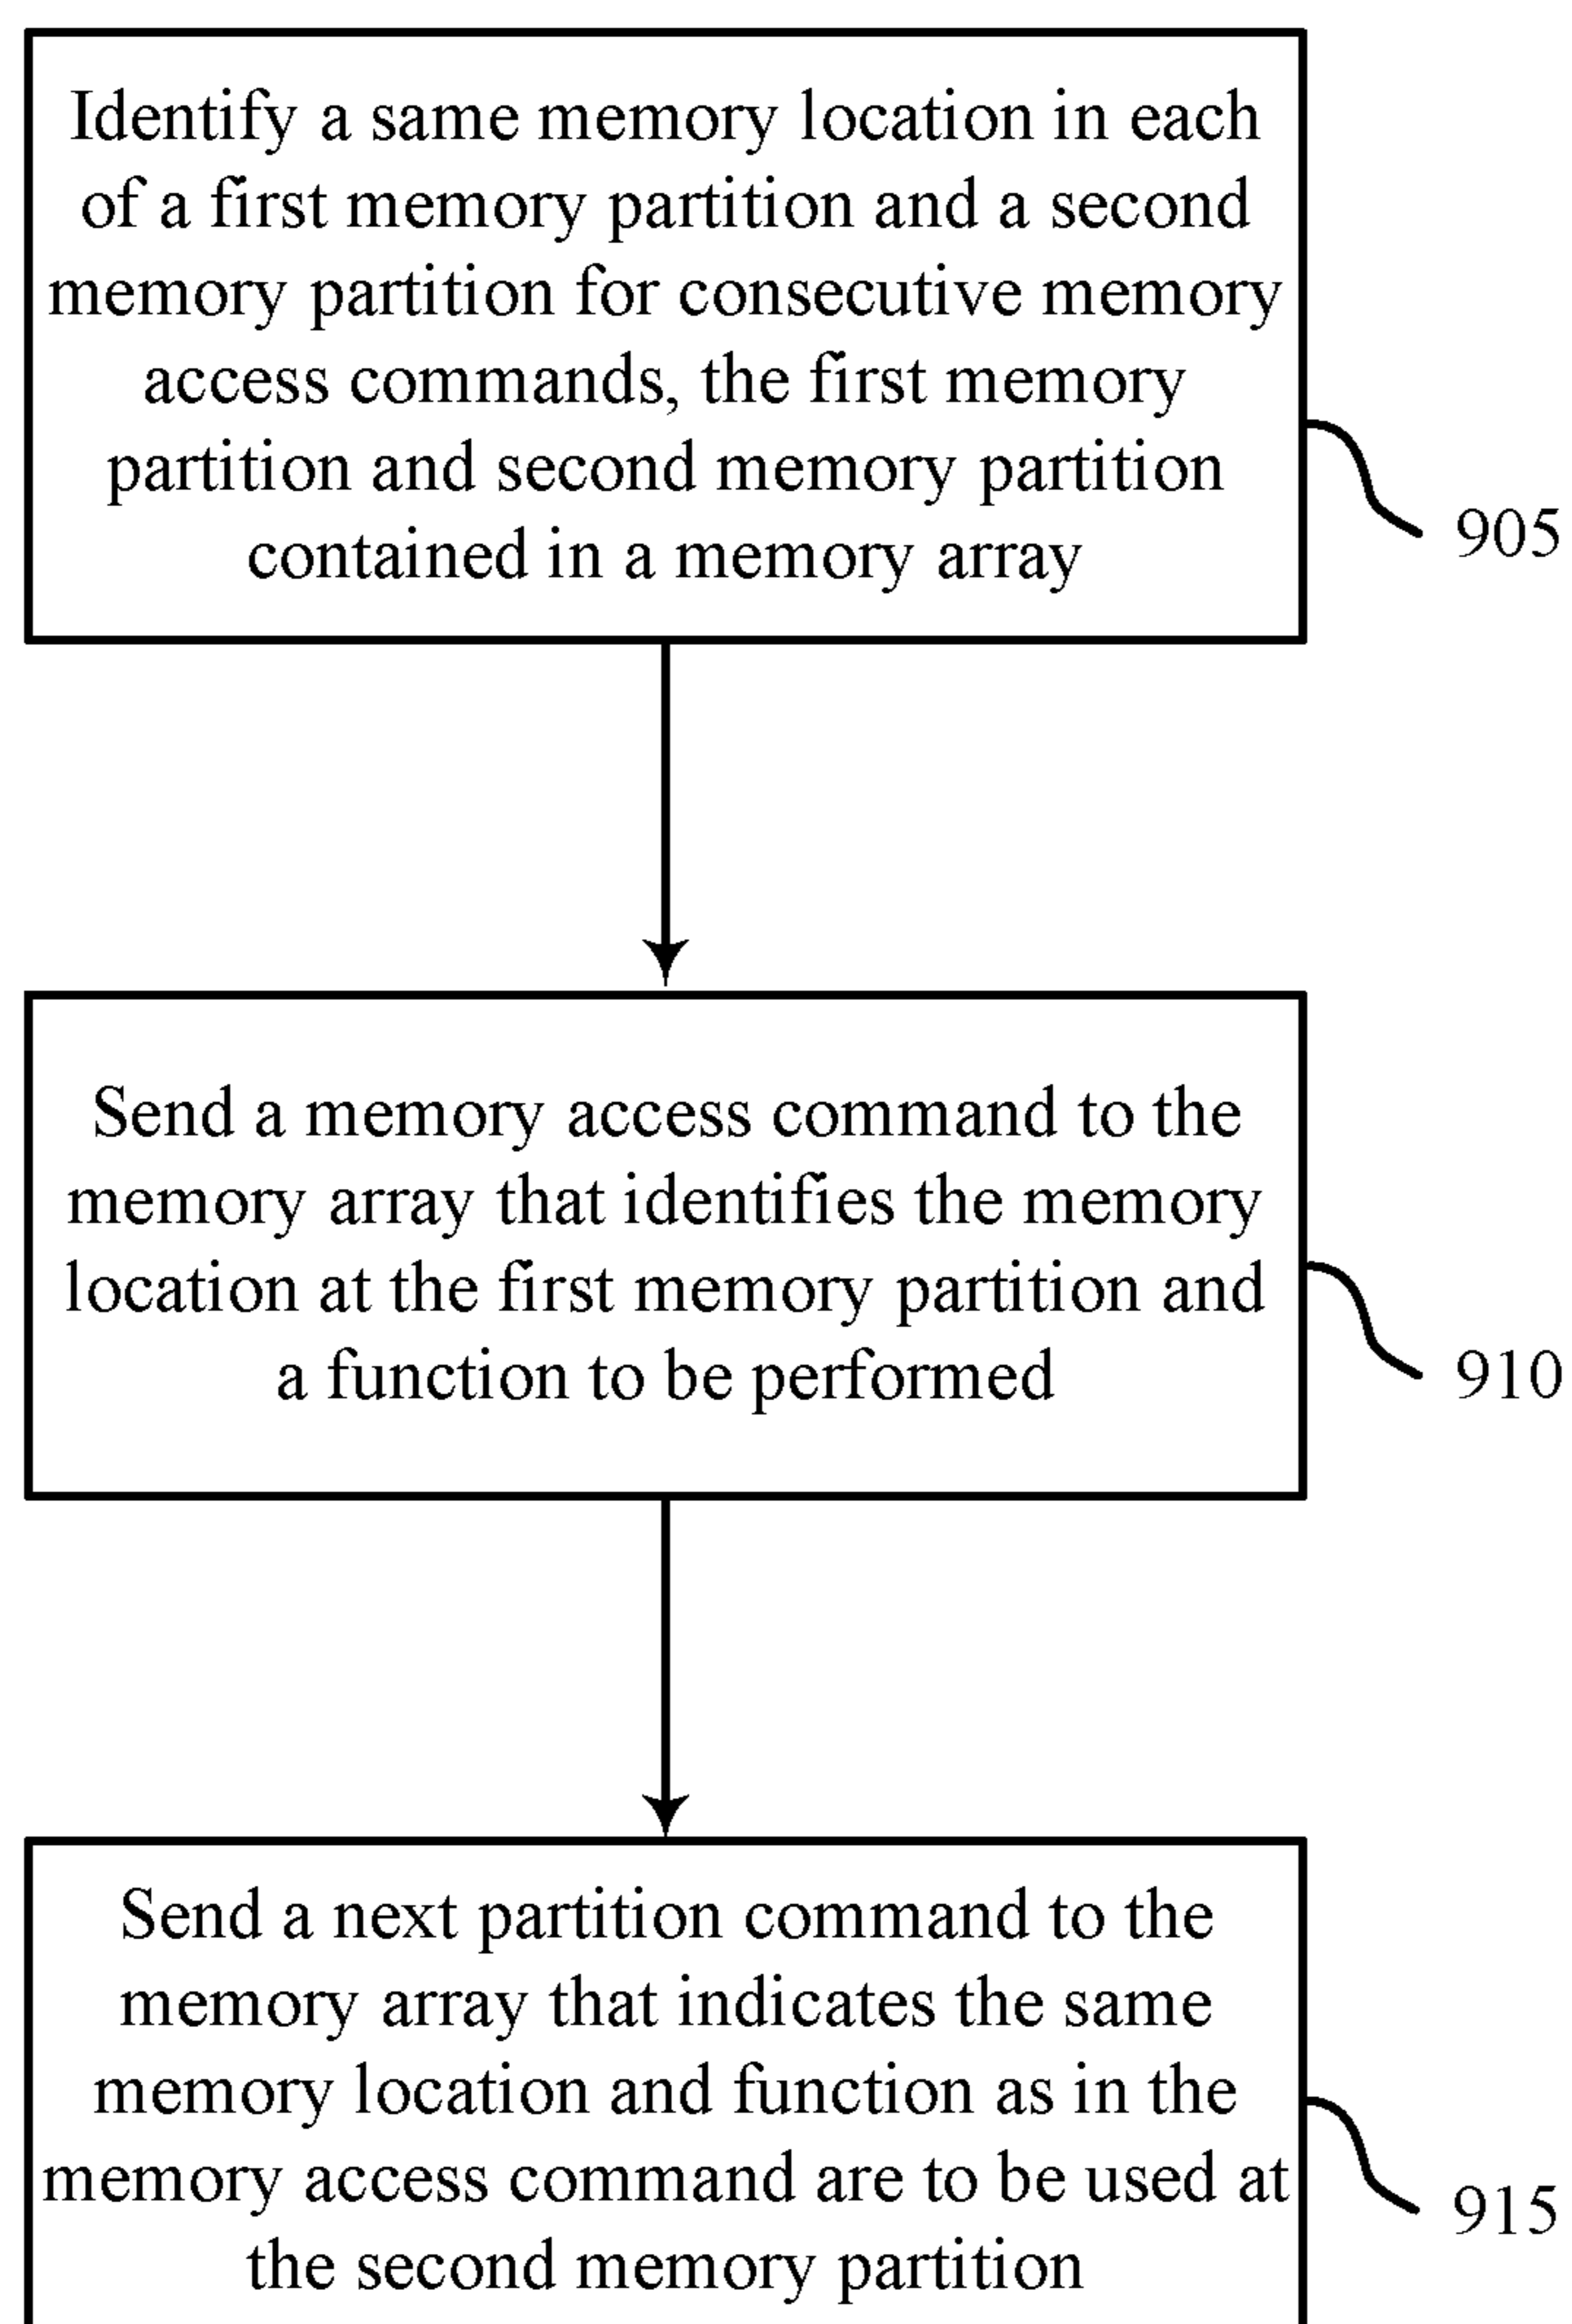 Identify a same memory location in each
of a first memory partition and a second
memory partition for consecutive memory
access commands, the first memory
partition and second memory partition
contained in a memory array
905
Send a memory access command to the
memory array that identifies the memory
location at the first memory partition and
a function to be performed
910
Send a next partition command to the
memory array that indicates the same
memory location and function as in the
memory access command are to be used at
the second memory partition
915